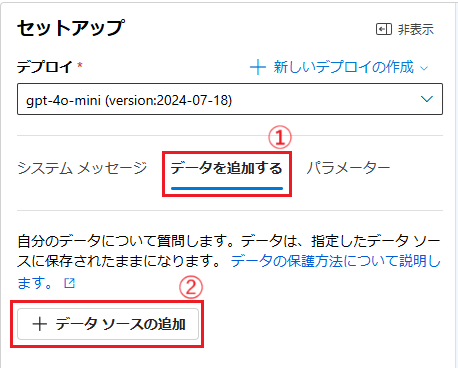 セットアップ
非表示
デプロイ *
+ 新しいデプロイの作成
gpt-4o-mini (version:2024-07-18)
①
システム メッセージ データを追加する パラメーター
自分のデータについて質問します。データは、指定したデータ ソー
スに保存されたままになります。 データの保護方法について説明し
ます。
②
+ データ ソースの追加